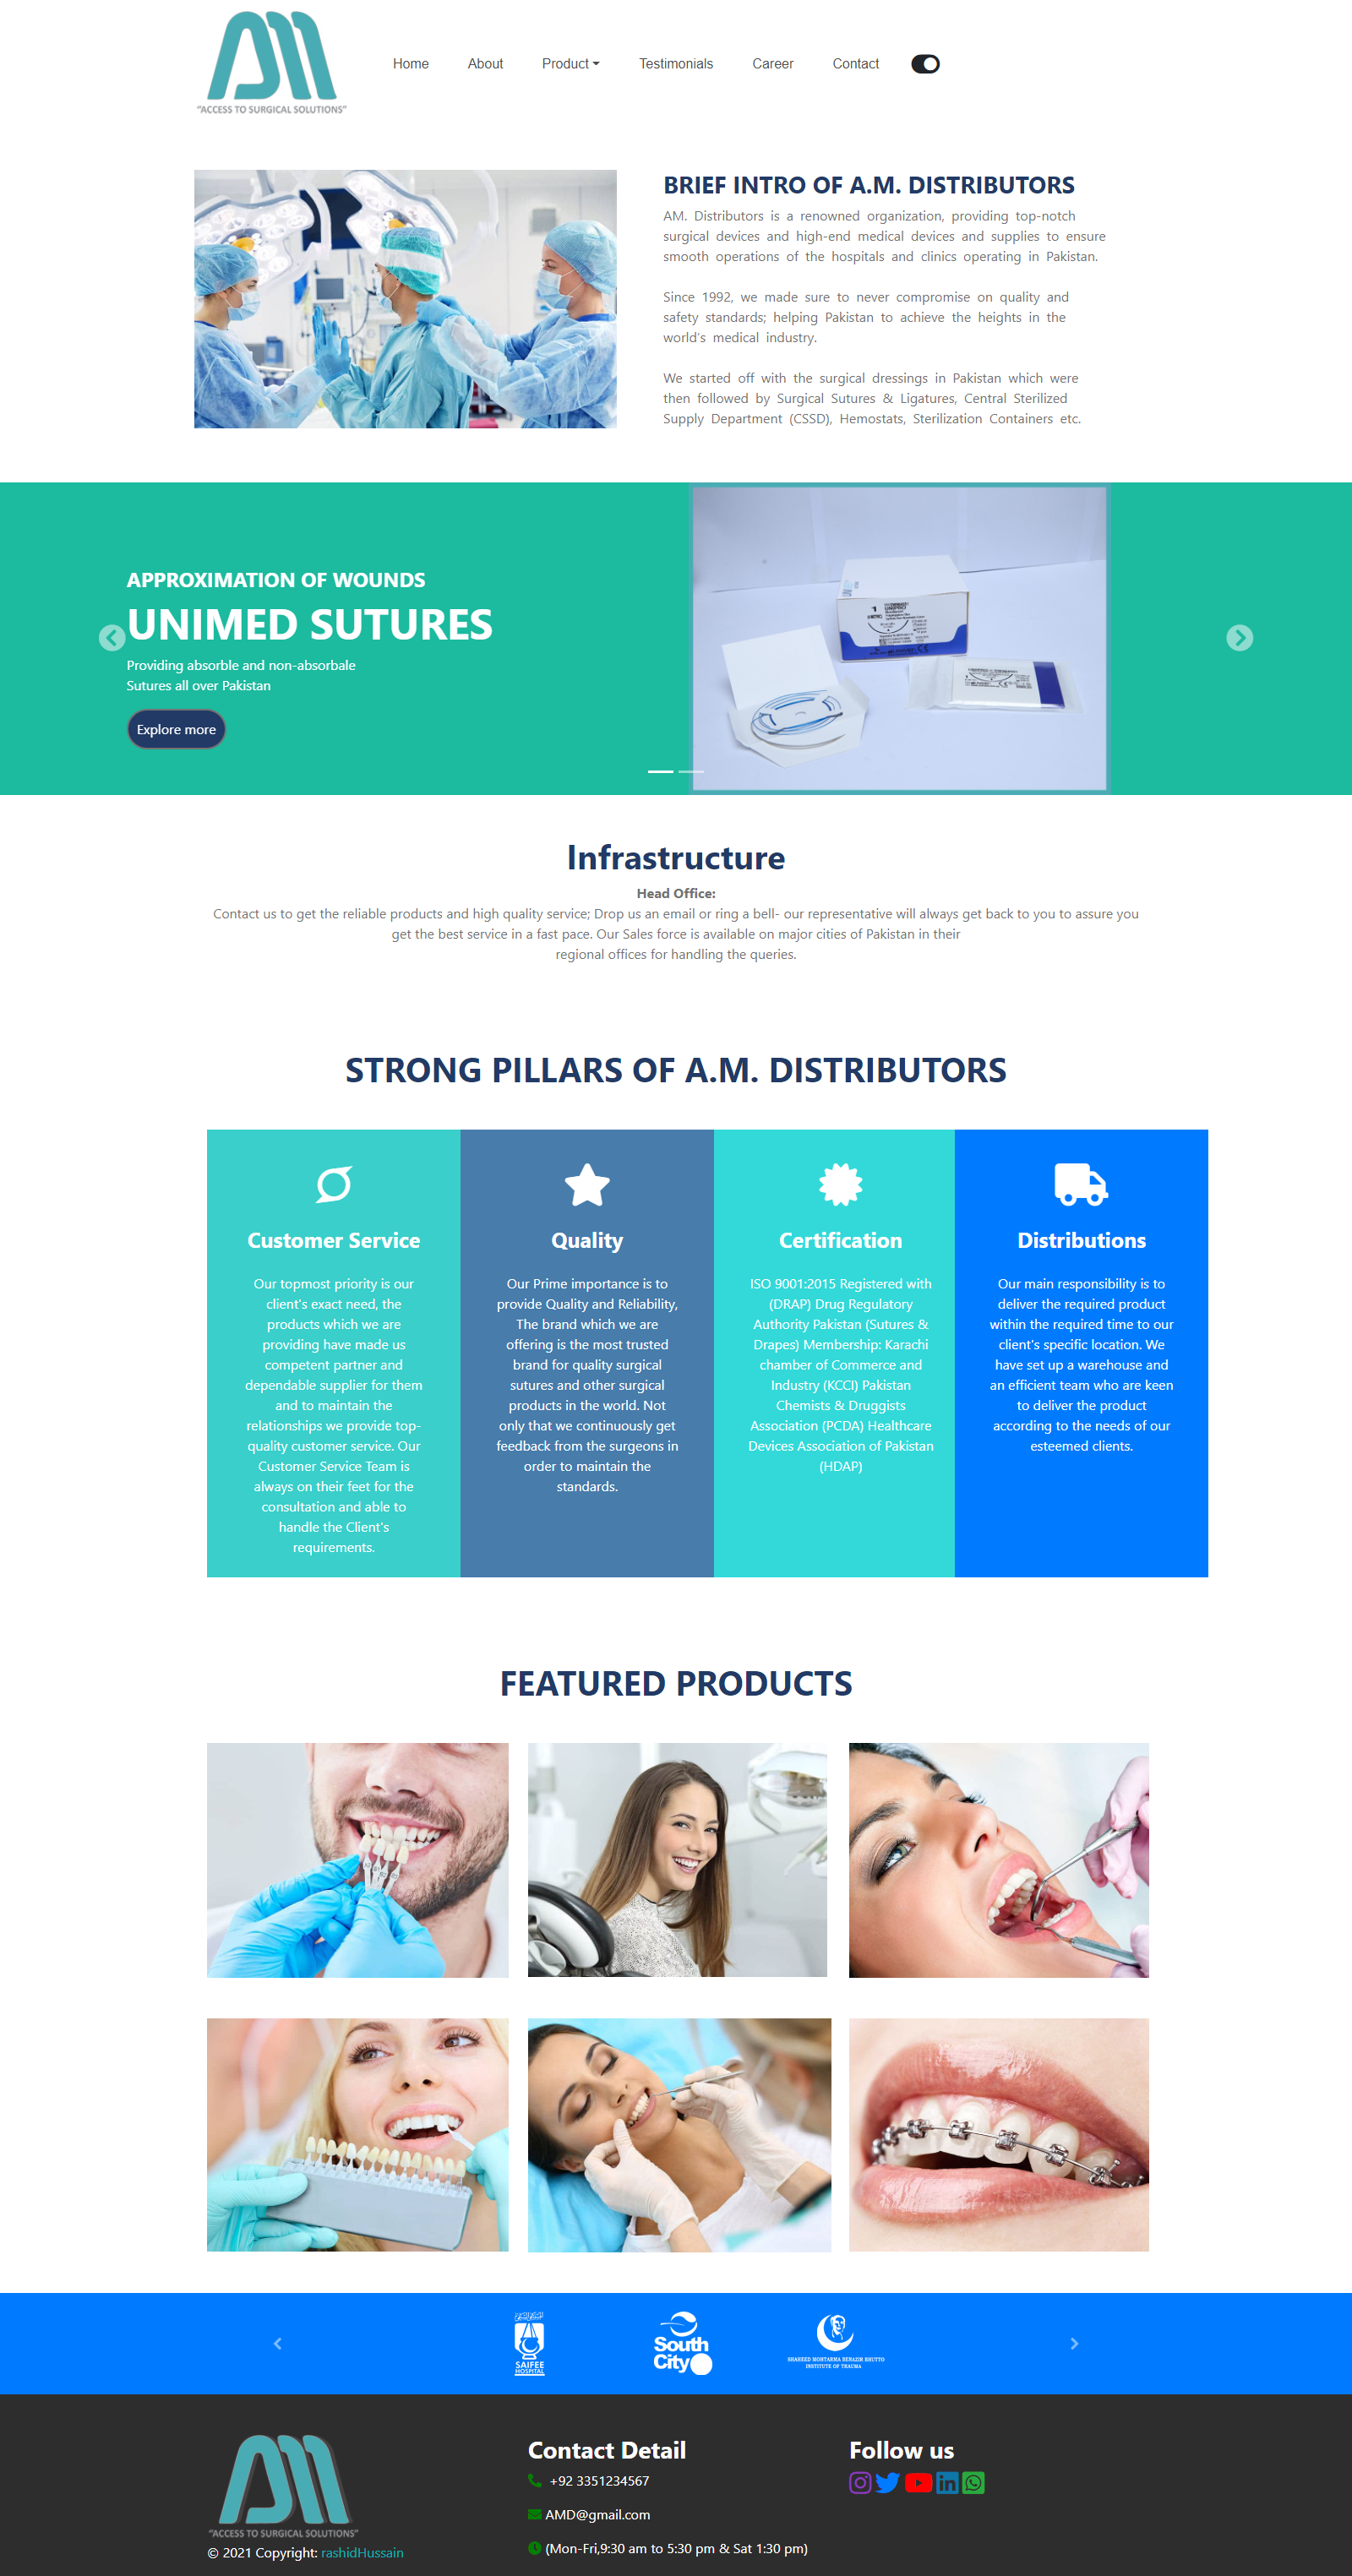 AM
"ACCESS TO SURGICAL SOLUTIONS"
Home About Product Testimonials Career Contact
BRIEF INTRO OF A.M. DISTRIBUTORS
AM. Distributors is a renowned organization, providing top-notch
surgical devices and high-end medical devices and supplies to ensure
smooth operations of the hospitals and clinics operating in Pakistan.
Since 1992, we made sure to never compromise on quality and
safety standards; helping Pakistan to achieve the heights in the
world's medical industry.
We started off with the surgical dressings in Pakistan which were
then followed by Surgical Sutures & Ligatures, Central Sterilized
Supply Department (CSSD), Hemostats, Sterilization Containers etc.
APPROXIMATION OF WOUNDS
UNIMED SUTURES
Providing absorble and non-absorbale
Sutures all over Pakistan
Explore more
Infrastructure
Head Office:
Contact us to get the reliable products and high quality service; Drop us an email or ring a bell- our representative will always get back to you to assure you
get the best service in a fast pace. Our Sales force is available on major cities of Pakistan in their
regional offices for handling the queries.
STRONG PILLARS OF A.M. DISTRIBUTORS
Customer Service
Our topmost priority is our
client's exact need, the
products which we are
providing have made us
competent partner and
dependable supplier for them
and to maintain the
relationships we provide top-
quality customer service. Our
Customer Service Team is
always on their feet for the
consultation and able to
handle the Client's
requirements.
Quality
Our Prime importance is to
provide Quality and Reliability,
The brand which we are
offering is the most trusted
brand for quality surgical
sutures and other surgical
products in the world. Not
only that we continuously get
feedback from the surgeons in
order to maintain the
standards.
Certification
ISO 9001:2015 Registered with
(DRAP) Drug Regulatory
Authority Pakistan (Sutures &
Drapes) Membership: Karachi
chamber of Commerce and
Industry (KCCI) Pakistan
Chemists & Druggists
Association (PCDA) Healthcare
Devices Association of Pakistan
(HDAP)
Distributions
Our main responsibility is to
deliver the required product
within the required time to our
client's specific location. We
have set up a warehouse and
an efficient team who are keen
to deliver the product
according to the needs of our
esteemed clients.
FEATURED PRODUCTS
SAIFEE
HOSPITAL
South
City
SHAHEED MOHTARMA BENAZIR BHUTTO
INSTITUTE OF TRAUMA
AM
"ACCESS TO SURGICAL SOLUTIONS"
© 2021 Copyright: rashidHussain
Contact Detail
+92 3351234567
AMD@gmail.com
(Mon-Fri,9:30 am to 5:30 pm & Sat 1:30 pm)
Follow us